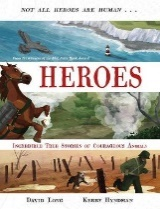 NOT ALL HEROES ARE HUMAN . . .
HEROES
INCREDIBLE TRUE STORIES OF COURAGEOUS ANIMALS
DAVID LONG KERRY HYNDMAN